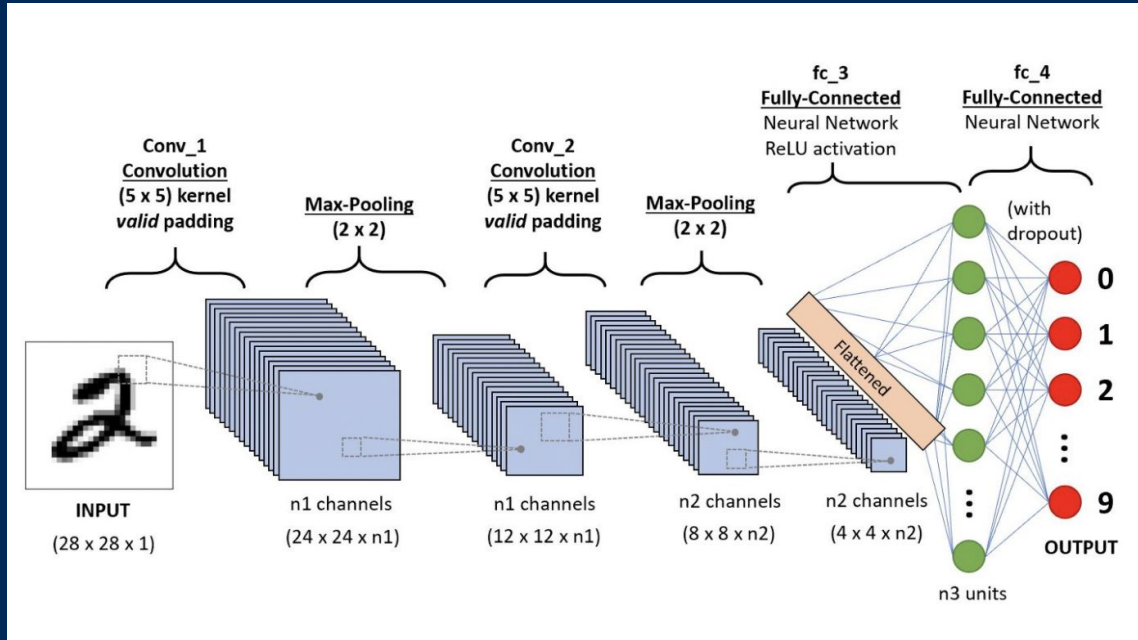 Conv_1
Convolution
(5 x 5) kernel
valid padding
Max-Pooling
(2 x 2)
Conv_2
Convolution
(5 x 5) kernel
valid padding
Max-Pooling
(2 x 2)
fc_3
Fully-Connected
Neural Network
ReLU activation
fc_4
Fully-Connected
Neural Network
(with
dropout)
Flattened
0
1
2
9
OUTPUT
INPUT
(28 x 28 x 1)
n1 channels
(24 x 24 x n1)
n1 channels
(12 x 12 x n1)
n2 channels
(8 x 8 x n2)
n2 channels
(4 x 4 x n2)
n3 units
2